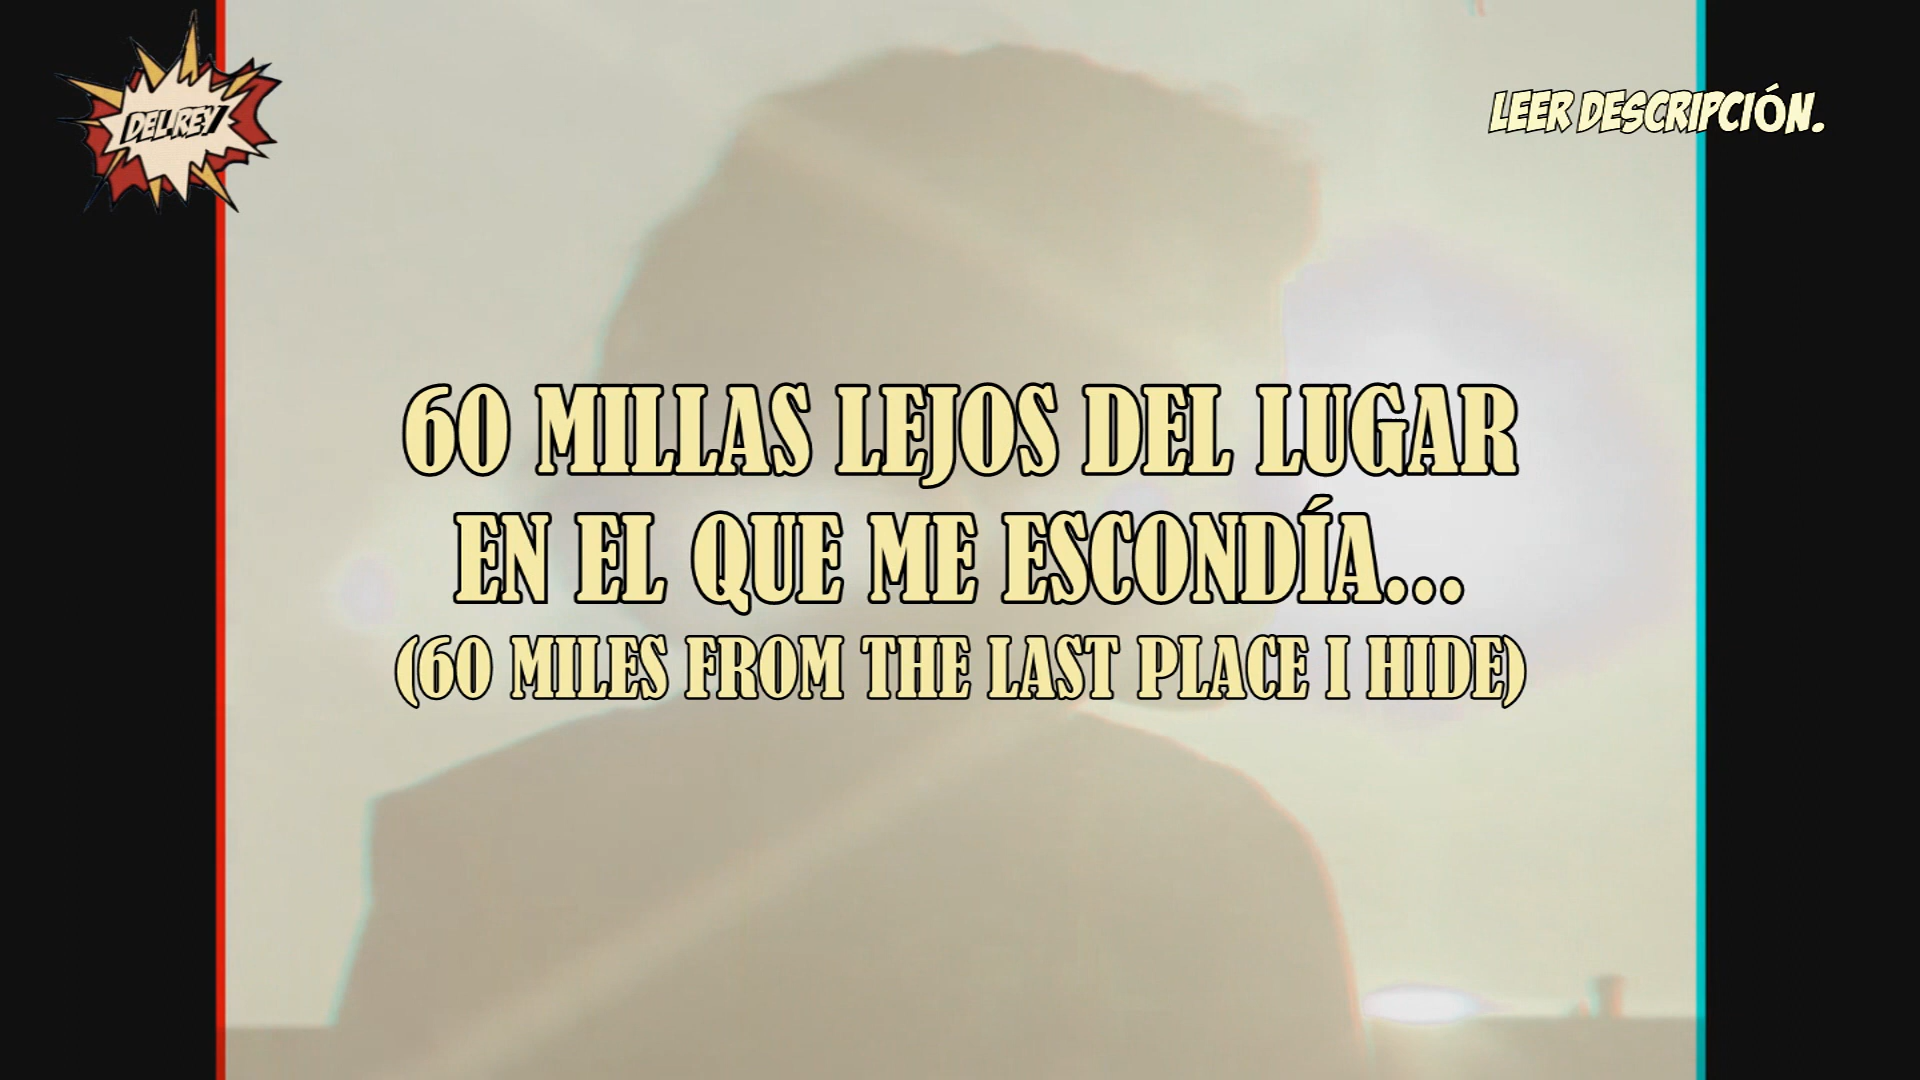 DEL REY
LEER DESCRIPCIÓN.
60 MILLAS LEJOS DEL LUGAR
EN EL QUE ME ESCONDÍA...
(60 MILES FROM THE LAST PLACE I HIDE)